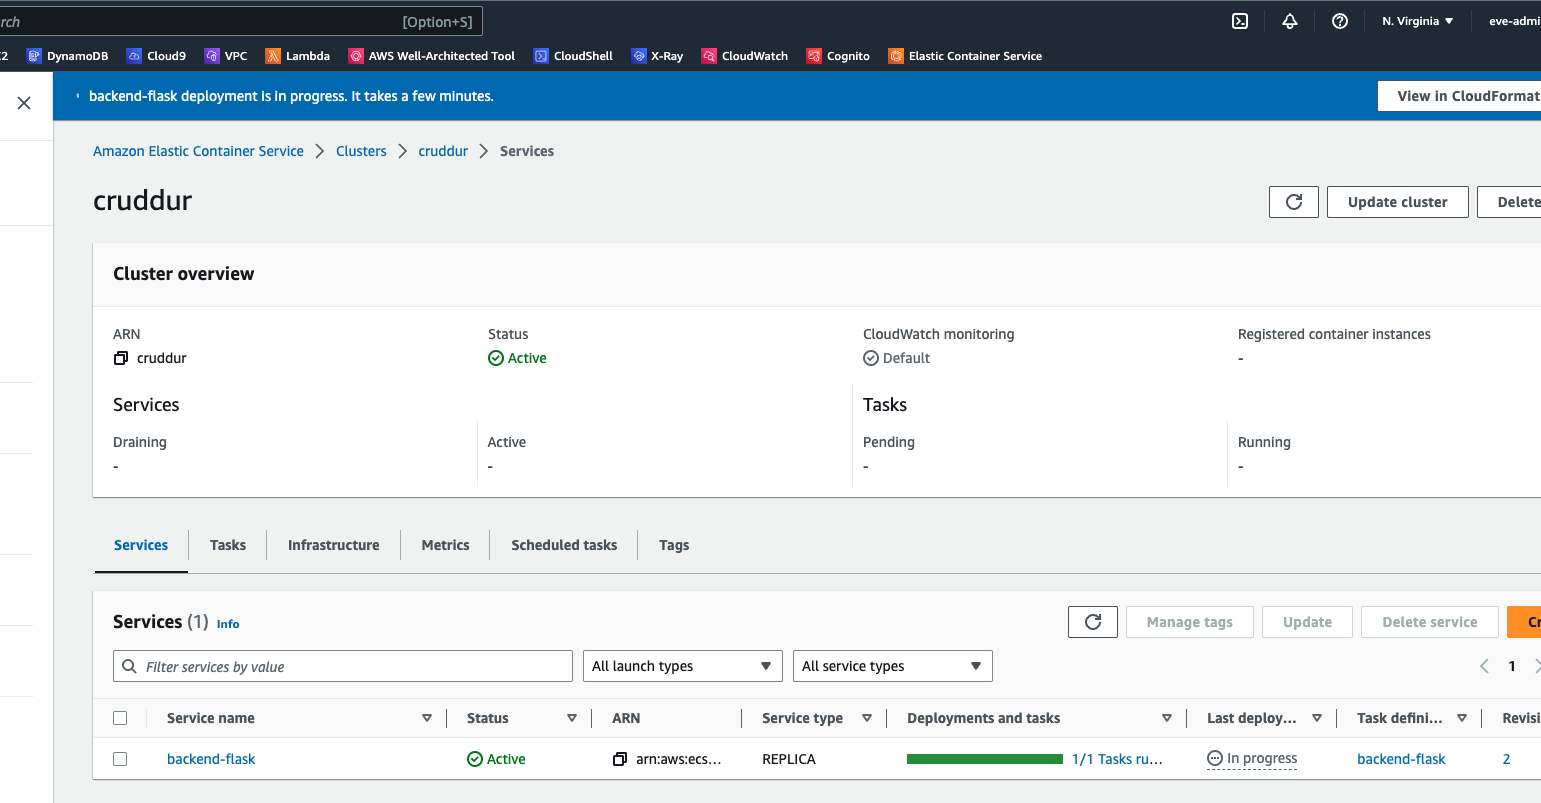 rch [Option+S] N. Virginia ▼ eve-admi
2 DynamoDB Cloud9 VPC Lambda AWS Well-Architected Tool CloudShell X-Ray CloudWatch Cognito Elastic Container Service
backend-flask deployment is in progress. It takes a few minutes. View in CloudFormat
Amazon Elastic Container Service > Clusters > cruddur > Services
cruddur
Update cluster Delete
Cluster overview
ARN Status CloudWatch monitoring Registered container instances
cruddur Active Default -
Services Tasks
Draining Active Pending Running
- - - -
Services Tasks Infrastructure Metrics Scheduled tasks Tags
Services (1) Info Manage tags Update Delete service Cr
Filter services by value All launch types All service types 1
Service name Status ARN Service type Deployments and tasks Last deploy... Task defini... Revisi
backend-flask Active arn:aws:ecs... REPLICA 1/1 Tasks ru... In progress backend-flask 2